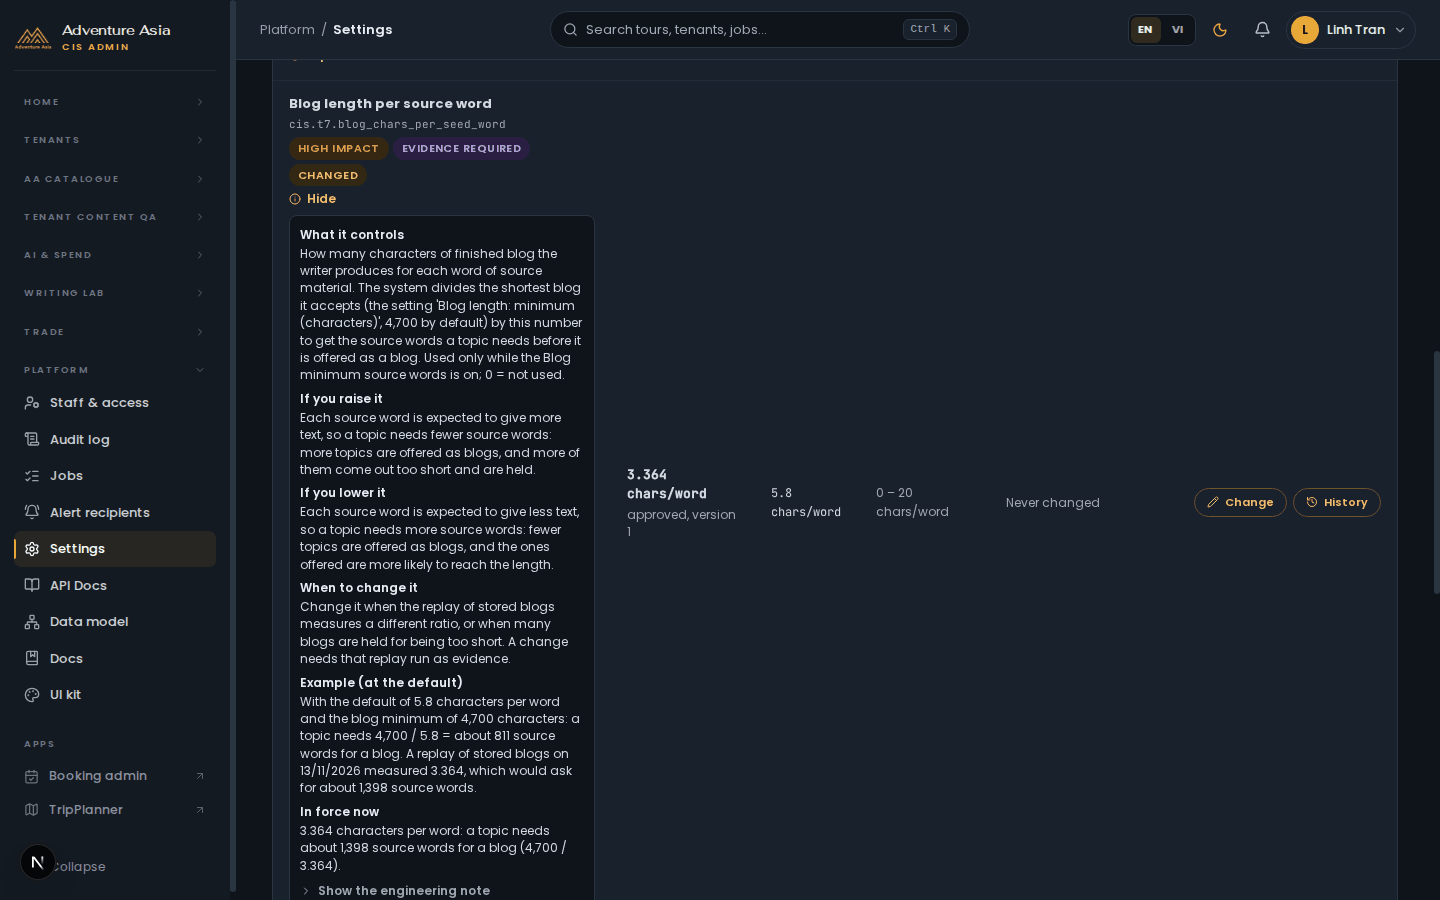 Adventure Asia
CIS ADMIN
Adventure Asia
HOME
TENANTS
AA CATALOGUE
TENANT CONTENT QA
AI & SPEND
WRITING LAB
TRADE
PLATFORM
Staff & access
Audit log
Jobs
Alert recipients
Settings
API Docs
Data model
Docs
UI kit
APPS
Booking admin
TripPlanner
N
Collapse
Platform / Settings
Search tours, tenants, jobs...
Ctrl K
EN
VI
L
Linh Tran
Blog length per source word
cis.t7.blog_chars_per_seed_word
HIGH IMPACT
EVIDENCE REQUIRED
CHANGED
Hide
What it controls
How many characters of finished blog the
writer produces for each word of source
material. The system divides the shortest blog
it accepts (the setting 'Blog length: minimum
(characters)', 4,700 by default) by this number
to get the source words a topic needs before it
is offered as a blog. Used only while the Blog
minimum source words is on; 0 = not used.
If you raise it
Each source word is expected to give more
text, so a topic needs fewer source words:
more topics are offered as blogs, and more of
them come out too short and are held.
If you lower it
Each source word is expected to give less text,
so a topic needs more source words: fewer
topics are offered as blogs, and the ones
offered are more likely to reach the length.
When to change it
Change it when the replay of stored blogs
measures a different ratio, or when many
blogs are held for being too short. A change
needs that replay run as evidence.
Example (at the default)
With the default of 5.8 characters per word
and the blog minimum of 4,700 characters: a
topic needs 4,700 / 5.8 = about 811 source
words for a blog. A replay of stored blogs on
13/11/2026 measured 3.364, which would ask
for about 1,398 source words.
In force now
3.364 characters per word: a topic needs
about 1,398 source words for a blog (4,700 /
3.364).
Show the engineering note
3.364
chars/word
approved, version
1
5.8
chars/word
0 – 20
chars/word
Never changed
Change
History